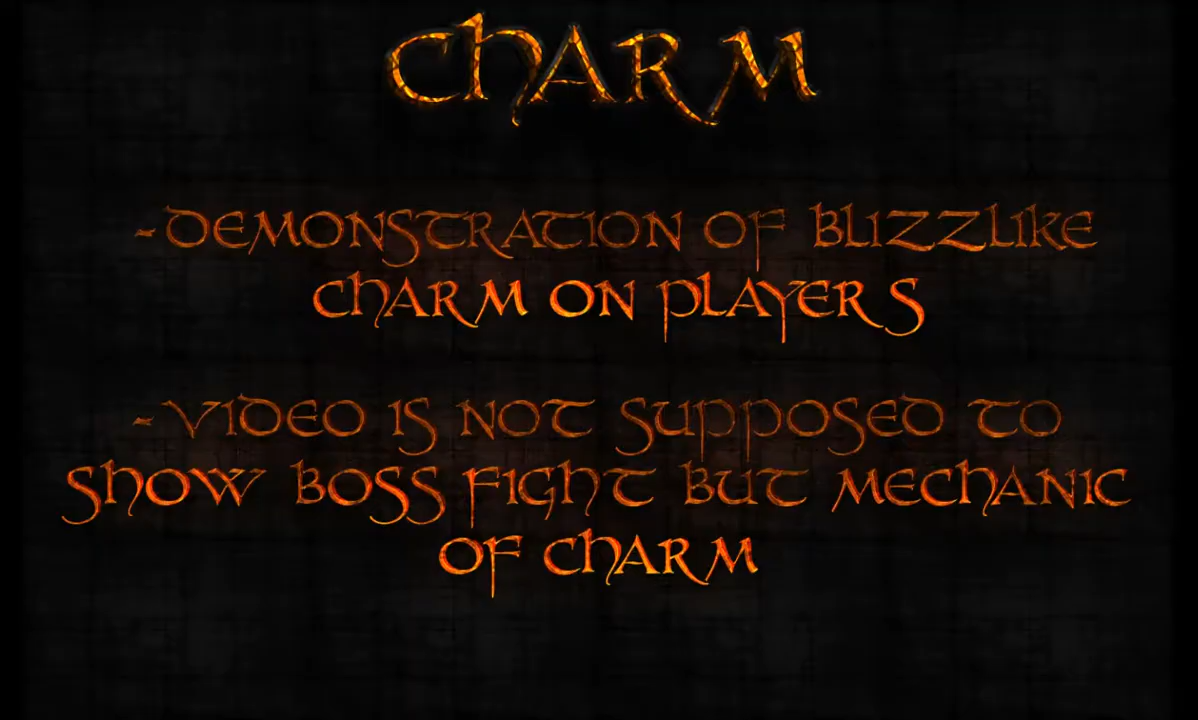 CHARM
-DEMONSTRATION OF BLIZZLIKE
CHARM ON PLAYERS
-VIDEO IS NOT SUPPOSED TO
SHOW BOSS FIGHT BUT MECHANIC
OF CHARM